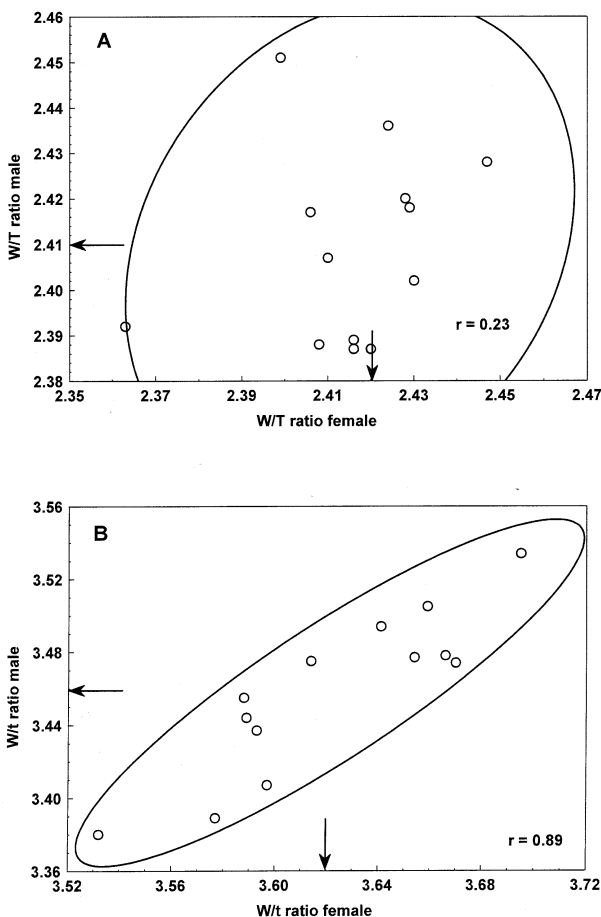 A
W/T ratio male
2.46
2.45
2.44
2.43
2.42
2.41
2.40
2.39
2.38
r = 0.23
2.35 2.37 2.39 2.41 2.43 2.45 2.47
W/T ratio female
B
W/t ratio male
3.56
3.52
3.48
3.44
3.40
3.36
r = 0.89
3.52 3.56 3.60 3.64 3.68 3.72
W/t ratio female